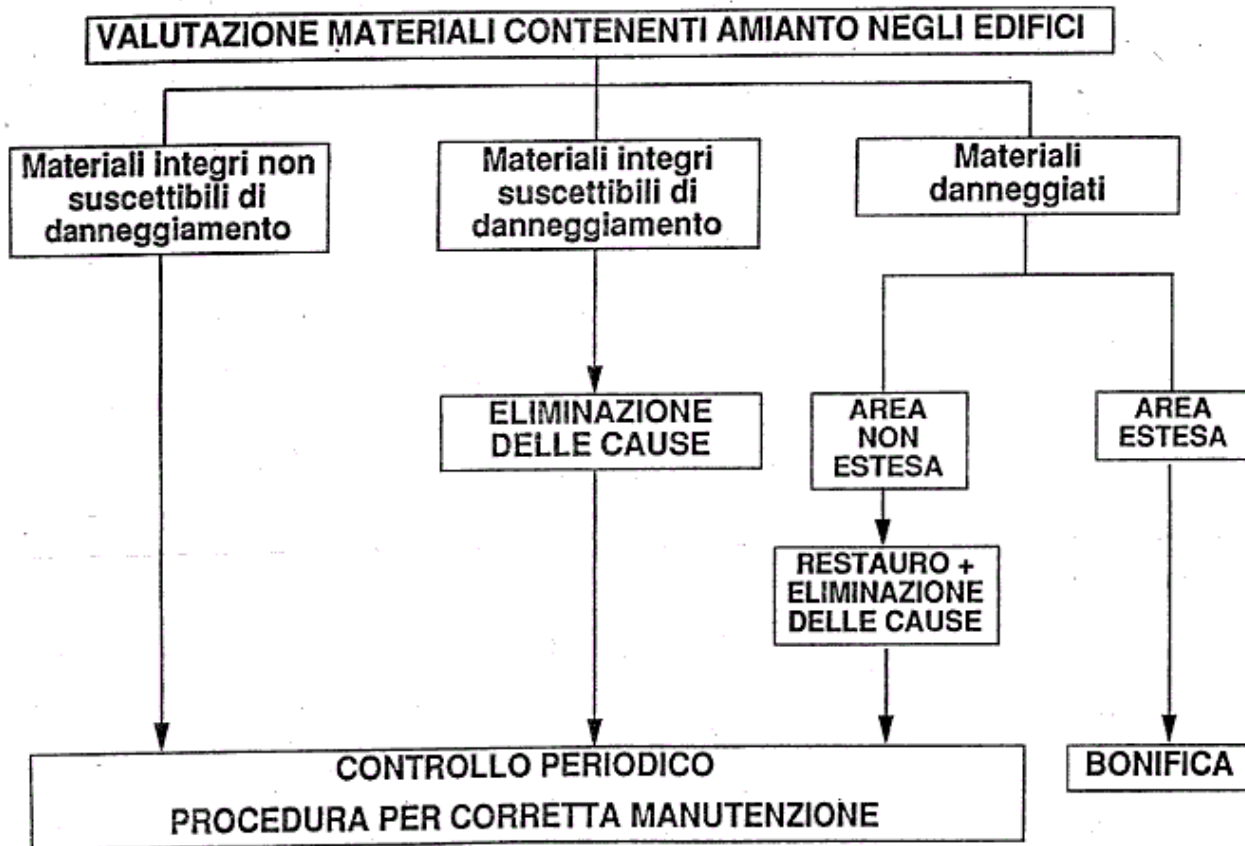 VALUTAZIONE MATERIALI CONTENENTI AMIANTO NEGLI EDIFICI
Materiali integri non
suscettibili di
danneggiamento
Materiali integri
suscettibili di
danneggiamento
Materiali
danneggiati
ELIMINAZIONE
DELLE CAUSE
AREA
NON
ESTESA
AREA
ESTESA
RESTAURO +
ELIMINAZIONE
DELLE CAUSE
CONTROLLO PERIODICO
PROCEDURA PER CORRETTA MANUTENZIONE
BONIFICA